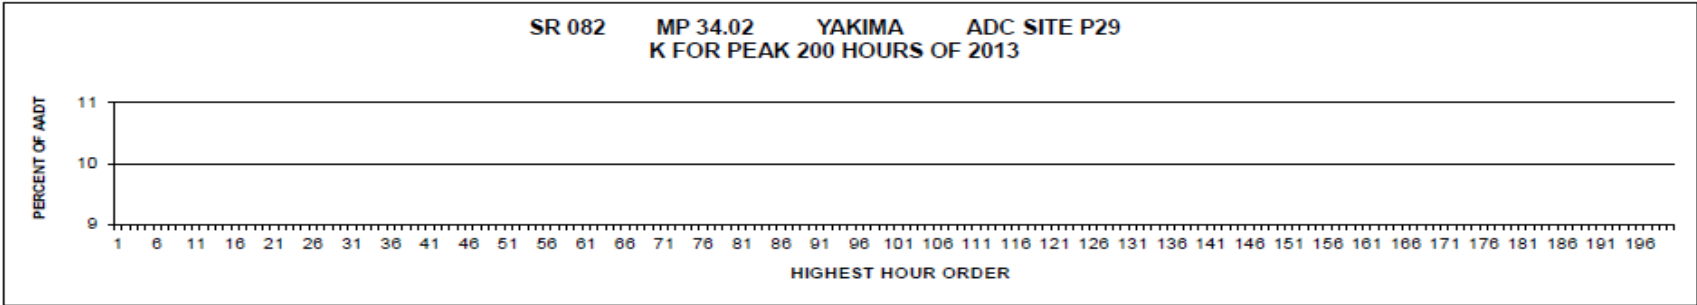 SR 082 MP 34.02 YAKIMA ADC SITE P29
K FOR PEAK 200 HOURS OF 2013
PERCENT OF AADT
11
10
9
1 6 11 16 21 26 31 36 41 46 51 56 61 66 71 76 81 86 91 96 101 106 111 116 121 126 131 136 141 146 151 156 161 166 171 176 181 186 191 196
HIGHEST HOUR ORDER